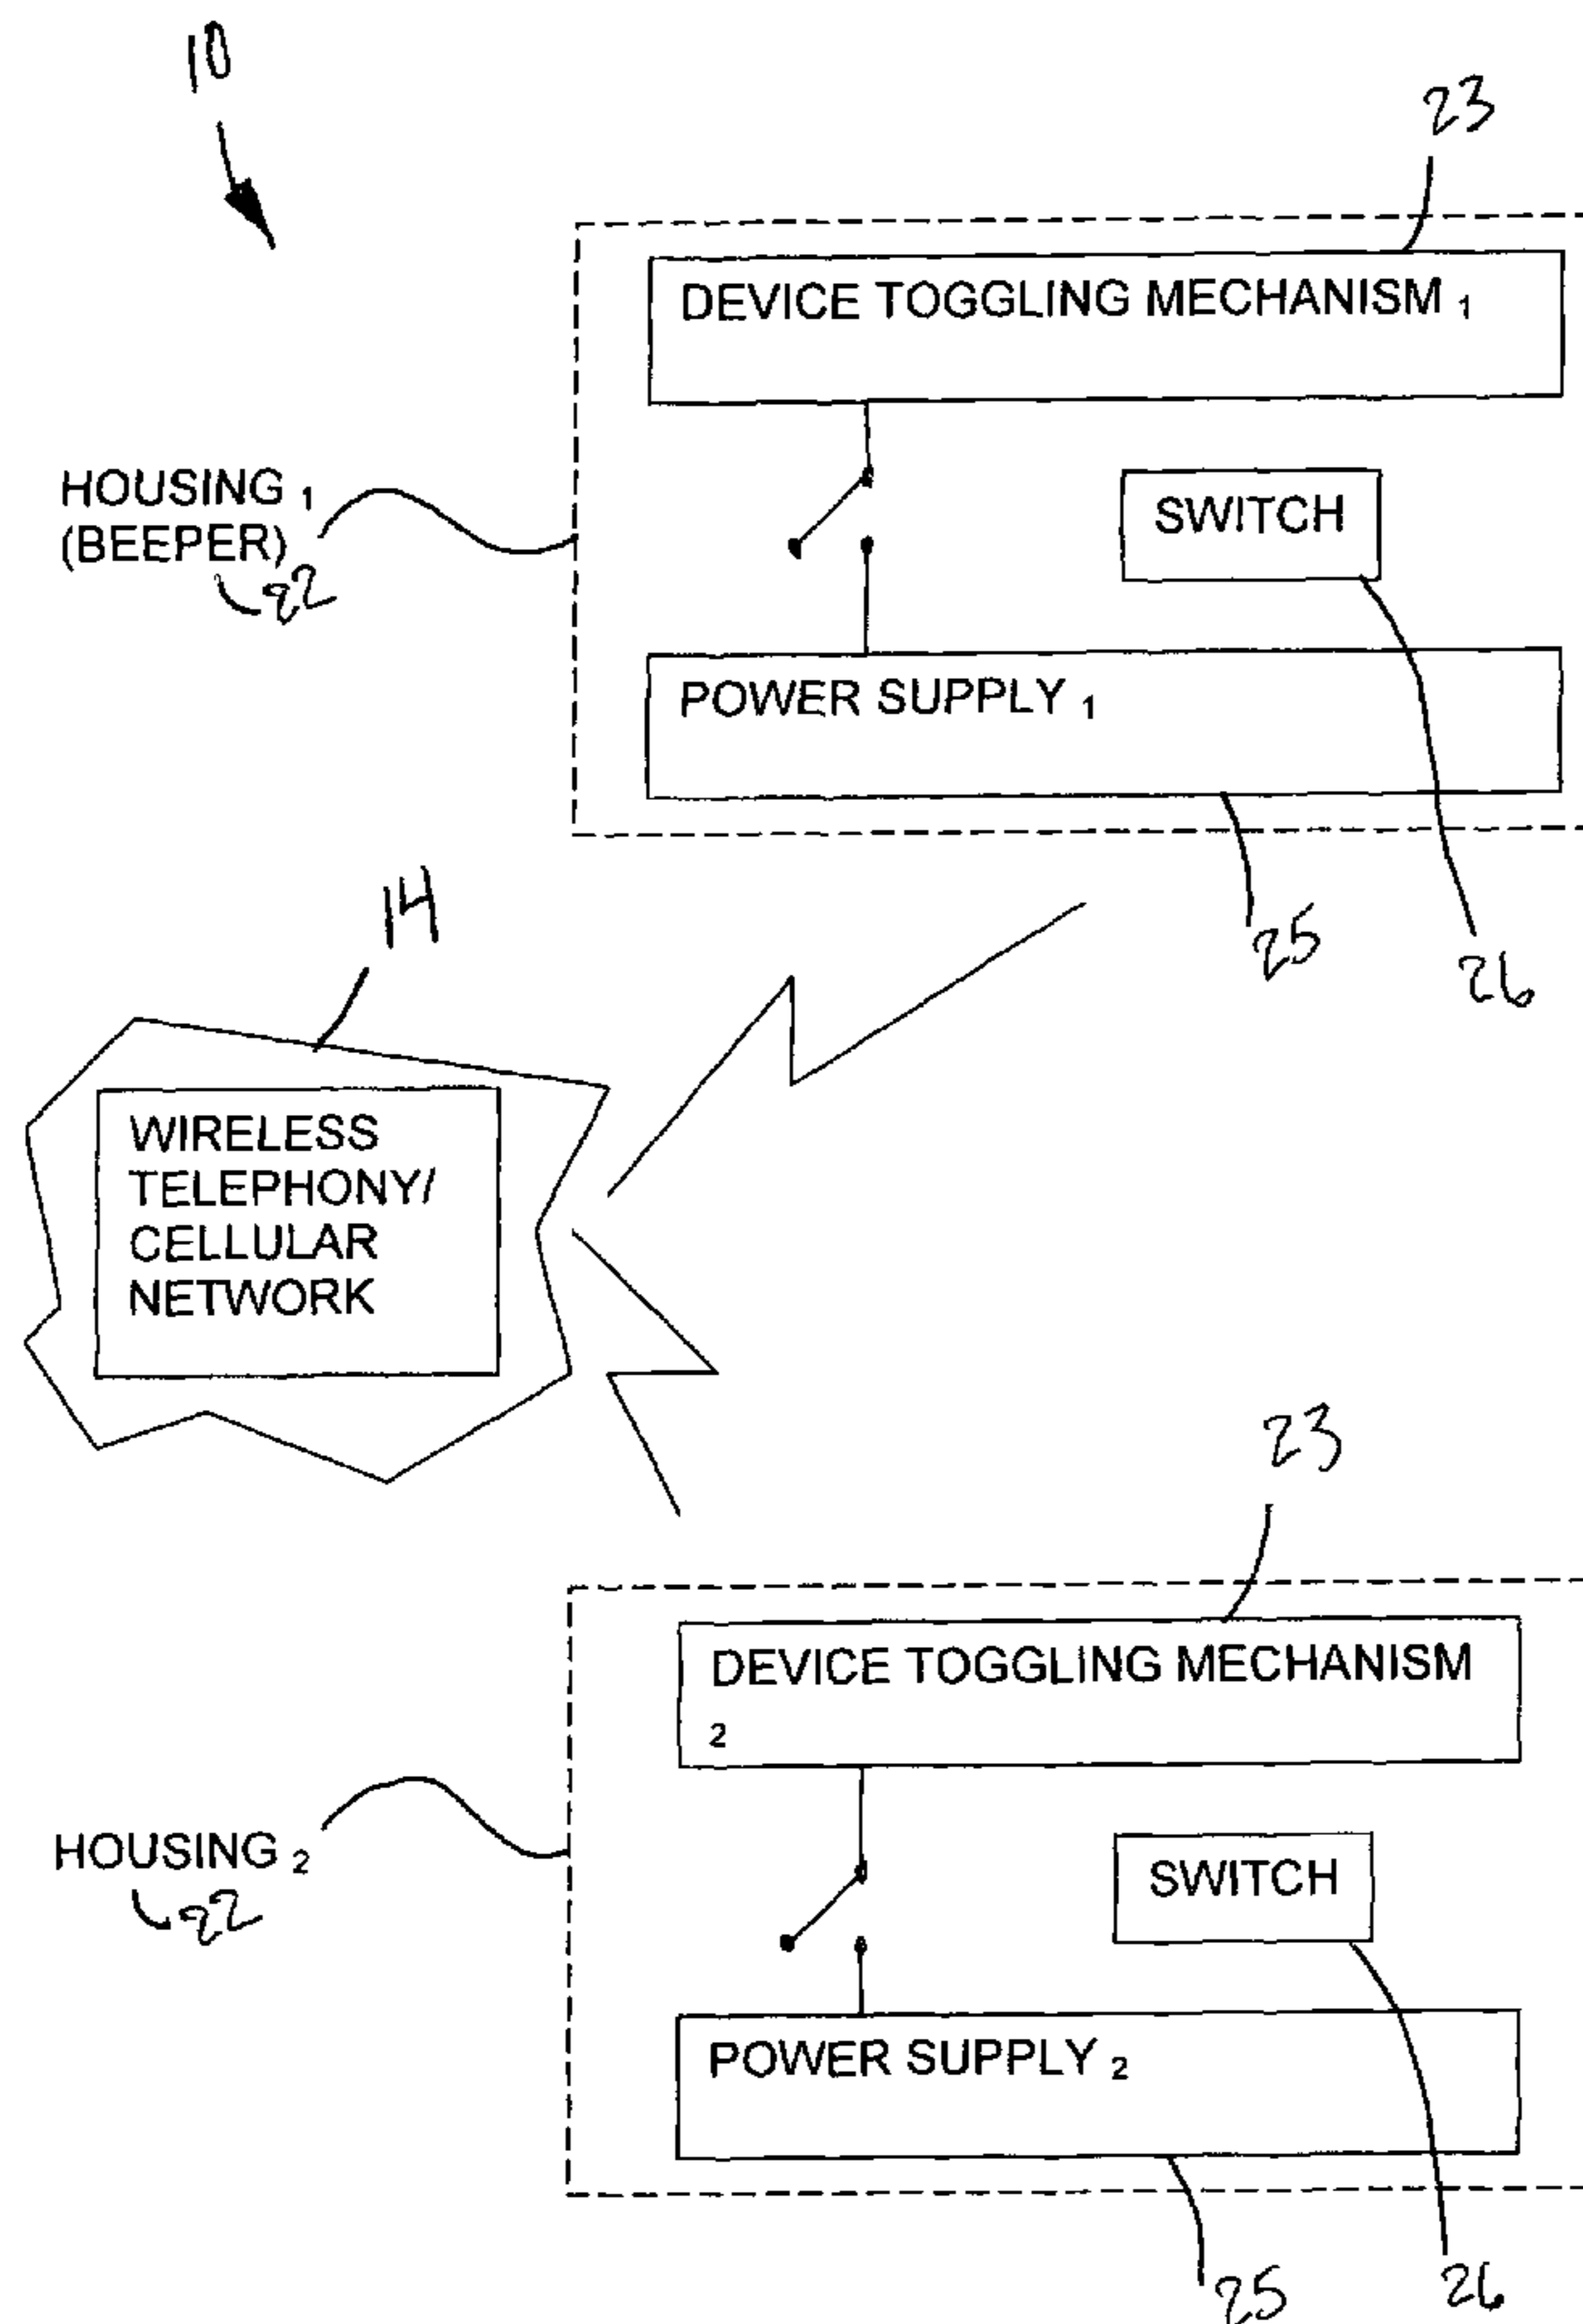 10
23
DEVICE TOGGLING MECHANISM 1
HOUSING 1
(BEEPER)
22
SWITCH
POWER SUPPLY 1
25
26
14
WIRELESS
TELEPHONY/
CELLULAR
NETWORK
23
DEVICE TOGGLING MECHANISM
2
HOUSING 2
22
SWITCH
POWER SUPPLY 2
25
26